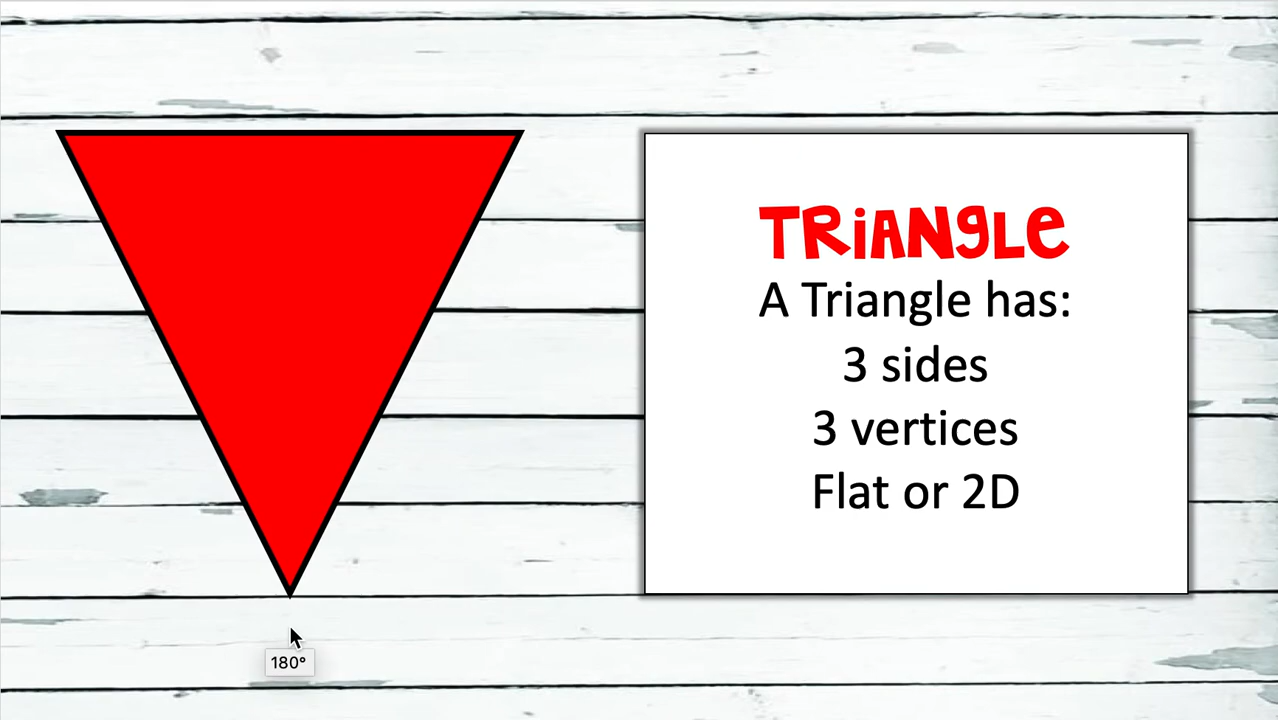 TRiANgLe
A Triangle has:
3 sides
3 vertices
Flat or 2D
180°